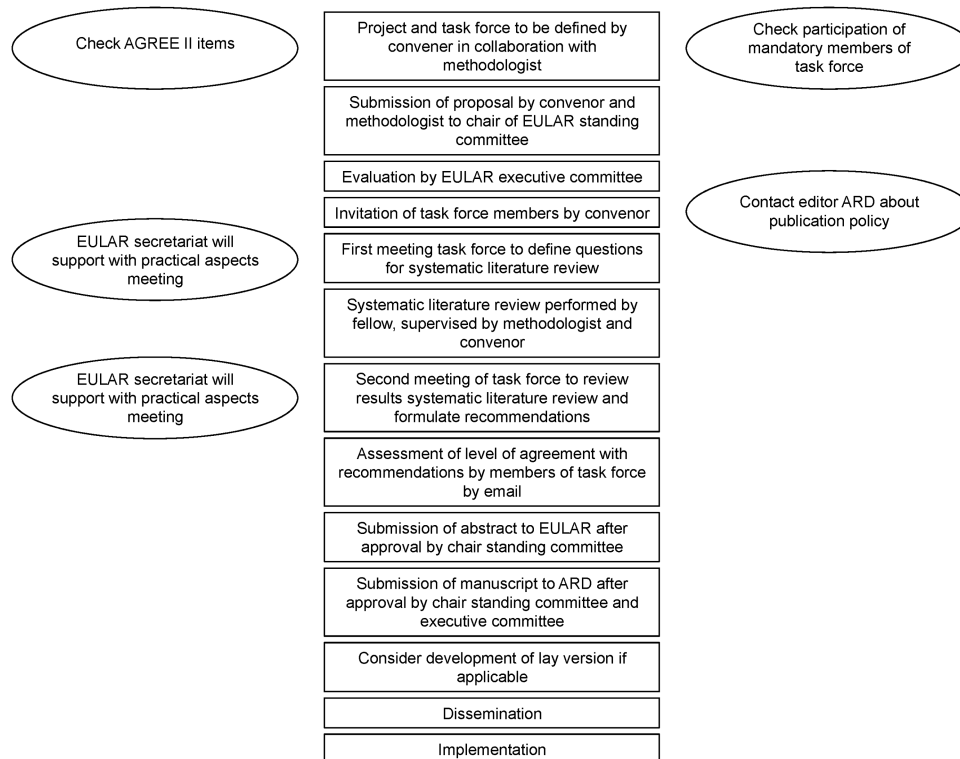 Check AGREE II items
Project and task force to be defined by
convener in collaboration with
methodologist
Check participation of
mandatory members of
task force
Submission of proposal by convenor and
methodologist to chair of EULAR standing
committee
Evaluation by EULAR executive committee
Invitation of task force members by convenor
Contact editor ARD about
publication policy
EULAR secretariat will
support with practical aspects
meeting
First meeting task force to define questions
for systematic literature review
Systematic literature review performed by
fellow, supervised by methodologist and
convenor
EULAR secretariat will
support with practical aspects
meeting
Second meeting of task force to review
results systematic literature review and
formulate recommendations
Assessment of level of agreement with
recommendations by members of task force
by email
Submission of abstract to EULAR after
approval by chair standing committee
Submission of manuscript to ARD after
approval by chair standing committee and
executive committee
Consider development of lay version if
applicable
Dissemination
Implementation